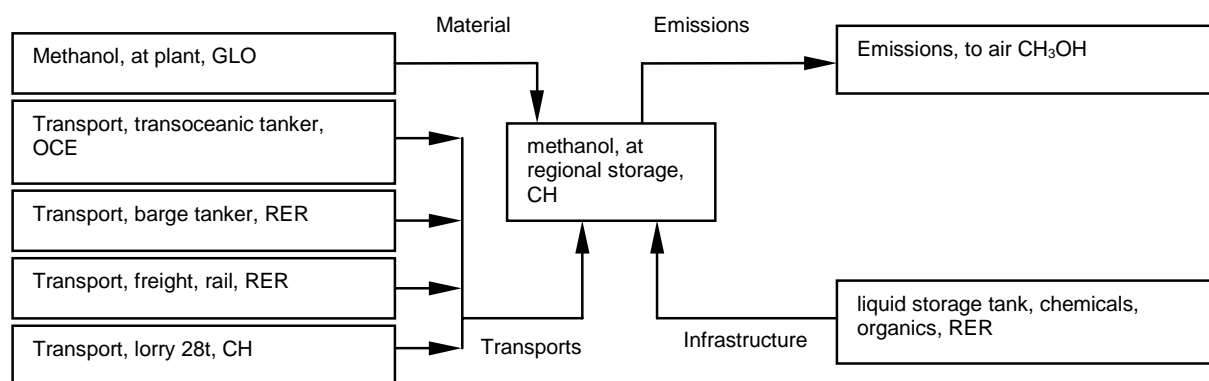 Material
Emissions
Methanol, at plant, GLO
Emissions, to air CH₃OH
Transport, transoceanic tanker,
OCE
methanol, at
regional storage,
CH
Transport, barge tanker, RER
Transport, freight, rail, RER
liquid storage tank, chemicals,
organics, RER
Transport, lorry 28t, CH
Transports
Infrastructure